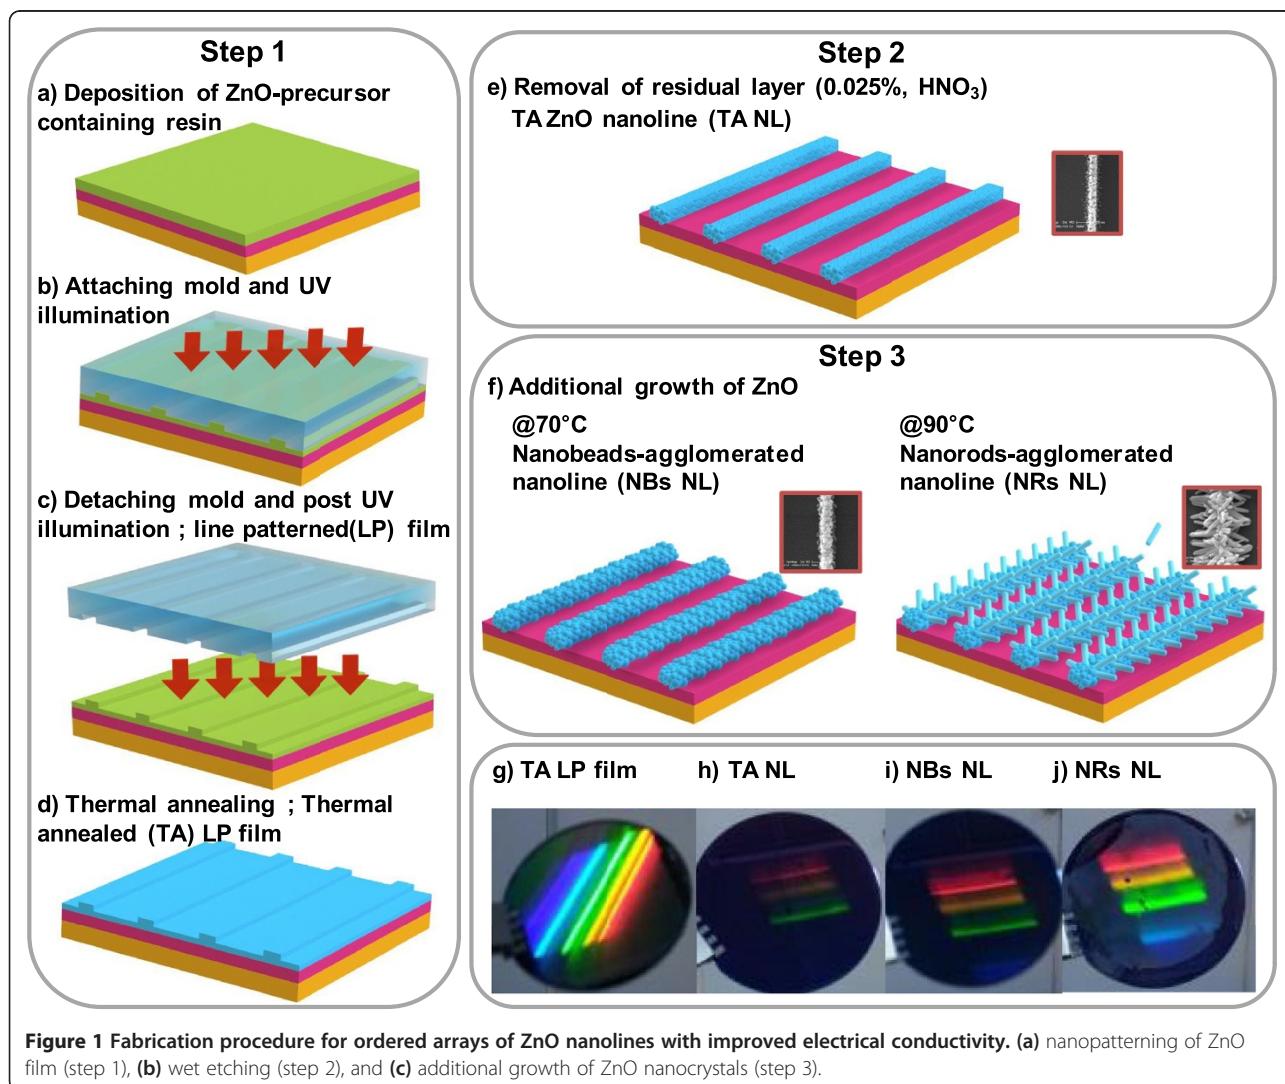 Step 1
a) Deposition of ZnO-precursor
containing resin
b) Attaching mold and UV
illumination
c) Detaching mold and post UV
illumination ; line patterned(LP) film
d) Thermal annealing ; Thermal
annealed (TA) LP film
Step 2
e) Removal of residual layer (0.025%, HNO₃)
TA ZnO nanoline (TA NL)
Step 3
f) Additional growth of ZnO
@70°C
Nanobeads-agglomerated
nanoline (NBs NL)
@90°C
Nanorods-agglomerated
nanoline (NRs NL)
g) TA LP film
h) TA NL
i) NBs NL
j) NRs NL
Figure 1 Fabrication procedure for ordered arrays of ZnO nanolines with improved electrical conductivity. (a) nanopatterning of ZnO
film (step 1), (b) wet etching (step 2), and (c) additional growth of ZnO nanocrystals (step 3).